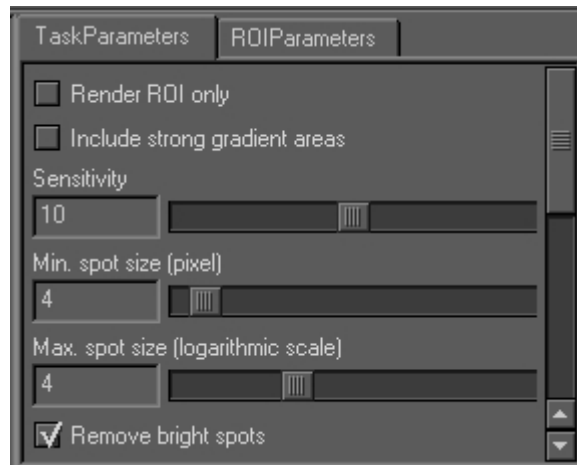 TaskParameters ROIParameters
Render ROI only
Include strong gradient areas
Sensitivity
10
Min. spot size (pixel)
4
Max. spot size (logarithmic scale)
4
Remove bright spots